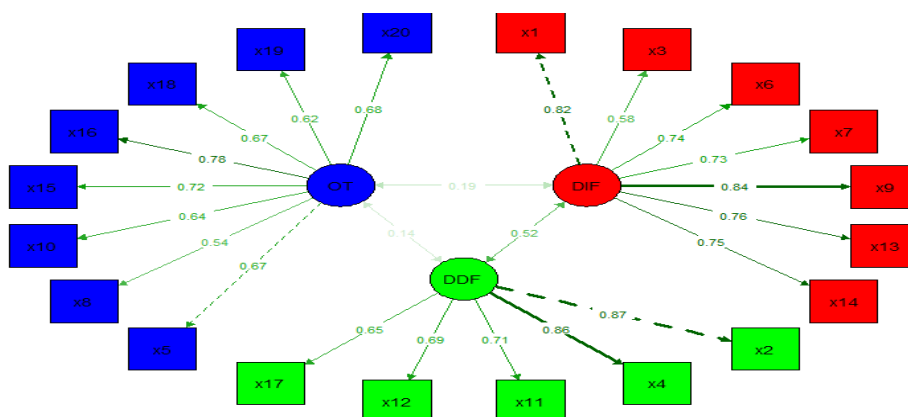 x20
x1
x19
x3
x18
x6
x16
x7
x15
x9
x10
x13
x8
x14
x5
x2
x17
x12
x11
x4
OT
DIF
DDF
0.68
0.62
0.67
0.78
0.72
0.64
0.54
0.67
0.82
0.58
0.74
0.73
0.84
0.76
0.75
0.19
0.14
0.52
0.65
0.69
0.71
0.86
0.87